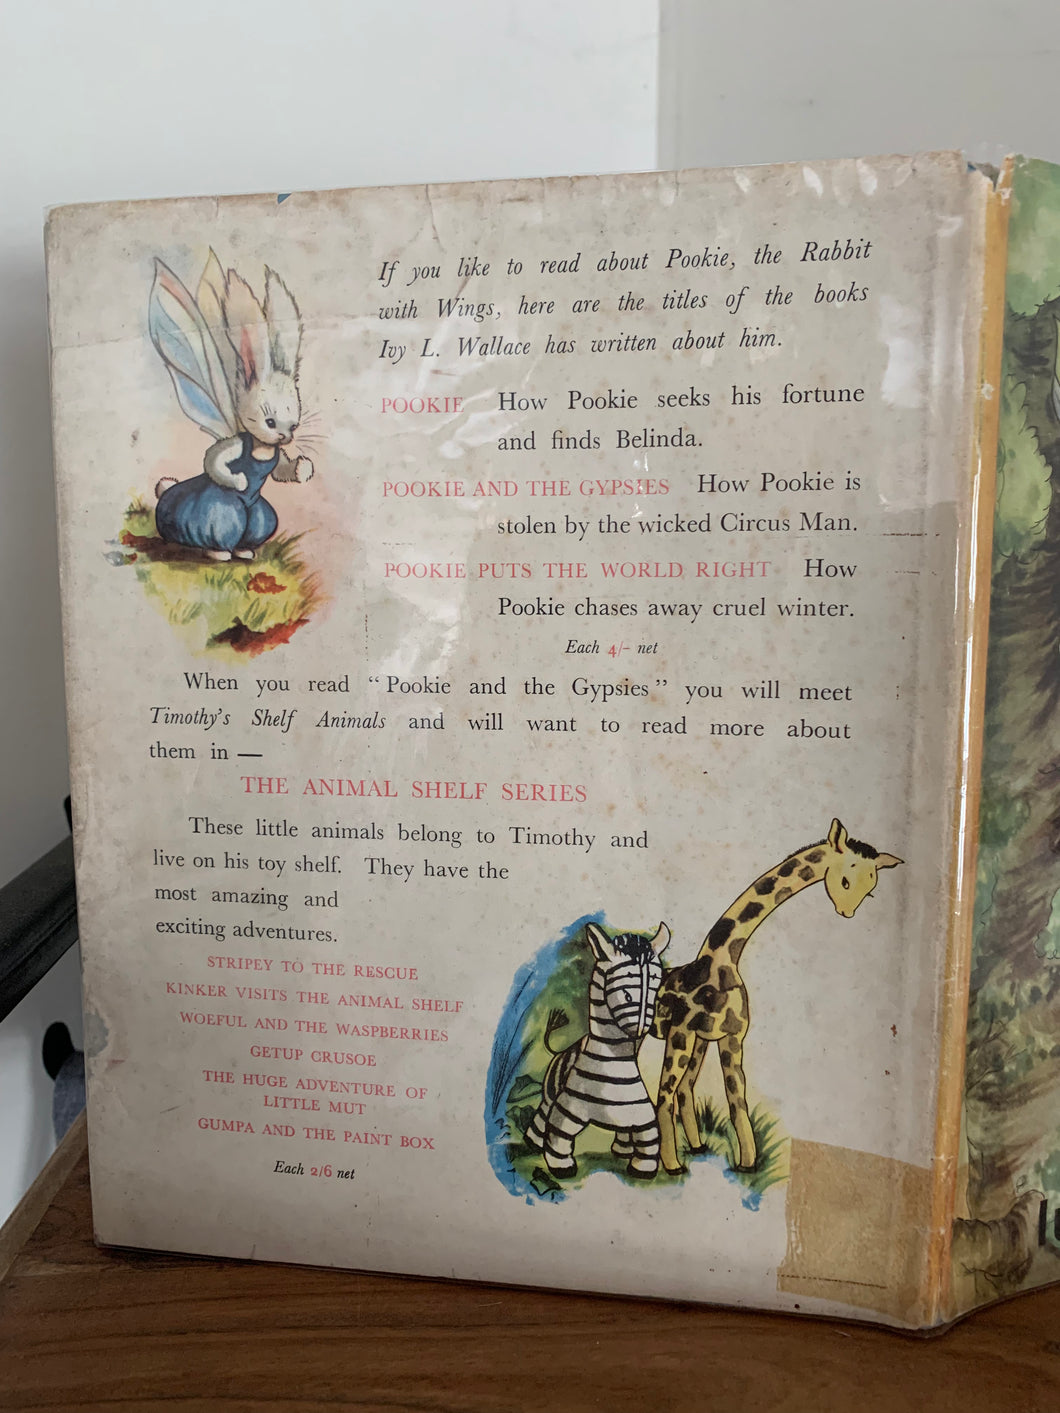 If you like to read about Pookie, the Rabbit
with Wings, here are the titles of the books
Ivy L. Wallace has written about him.
POOKIE How Pookie seeks his fortune
and finds Belinda.
POOKIE AND THE GYPSIES How Pookie is
stolen by the wicked Circus Man.
POOKIE PUTS THE WORLD RIGHT How
Pookie chases away cruel winter.
Each 4/- net
When you read “Pookie and the Gypsies” you will meet
Timothy's Shelf Animals and will want to read more about
them in —
THE ANIMAL SHELF SERIES
These little animals belong to Timothy and
live on his toy shelf. They have the
most amazing and
exciting adventures.
STRIPEY TO THE RESCUE
KINKER VISITS THE ANIMAL SHELF
WOEFUL AND THE WASPBERRIES
GETUP CRUSOE
THE HUGE ADVENTURE OF
LITTLE MUT
GUMPA AND THE PAINT BOX
Each 2/6 net